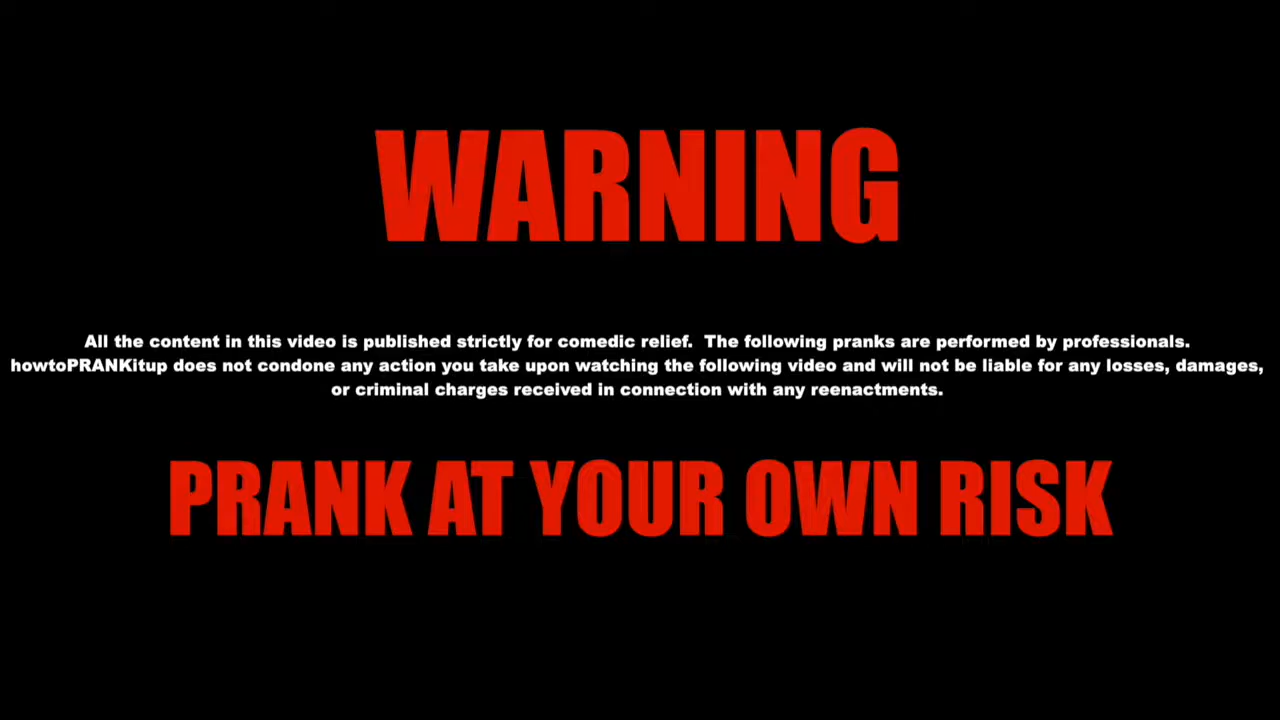 WARNING
All the content in this video is published strictly for comedic relief.  The following pranks are performed by professionals.
howtoPRANKitup does not condone any action you take upon watching the following video and will not be liable for any losses, damages,
or criminal charges received in connection with any reenactments.
PRANK AT YOUR OWN RISK